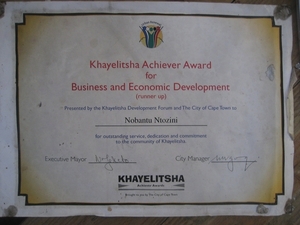 Khayelitsha Achiever Award
for
Business and Economic Development
(runner up)
Presented by the Khayelitsha Development Forum and The City of Cape Town to
Nobantu Ntozini
for outstanding service, dedication and commitment
to the community of Khayelitsha.
Executive Mayor
City Manager
KHAYELITSHA
Achiever Awards